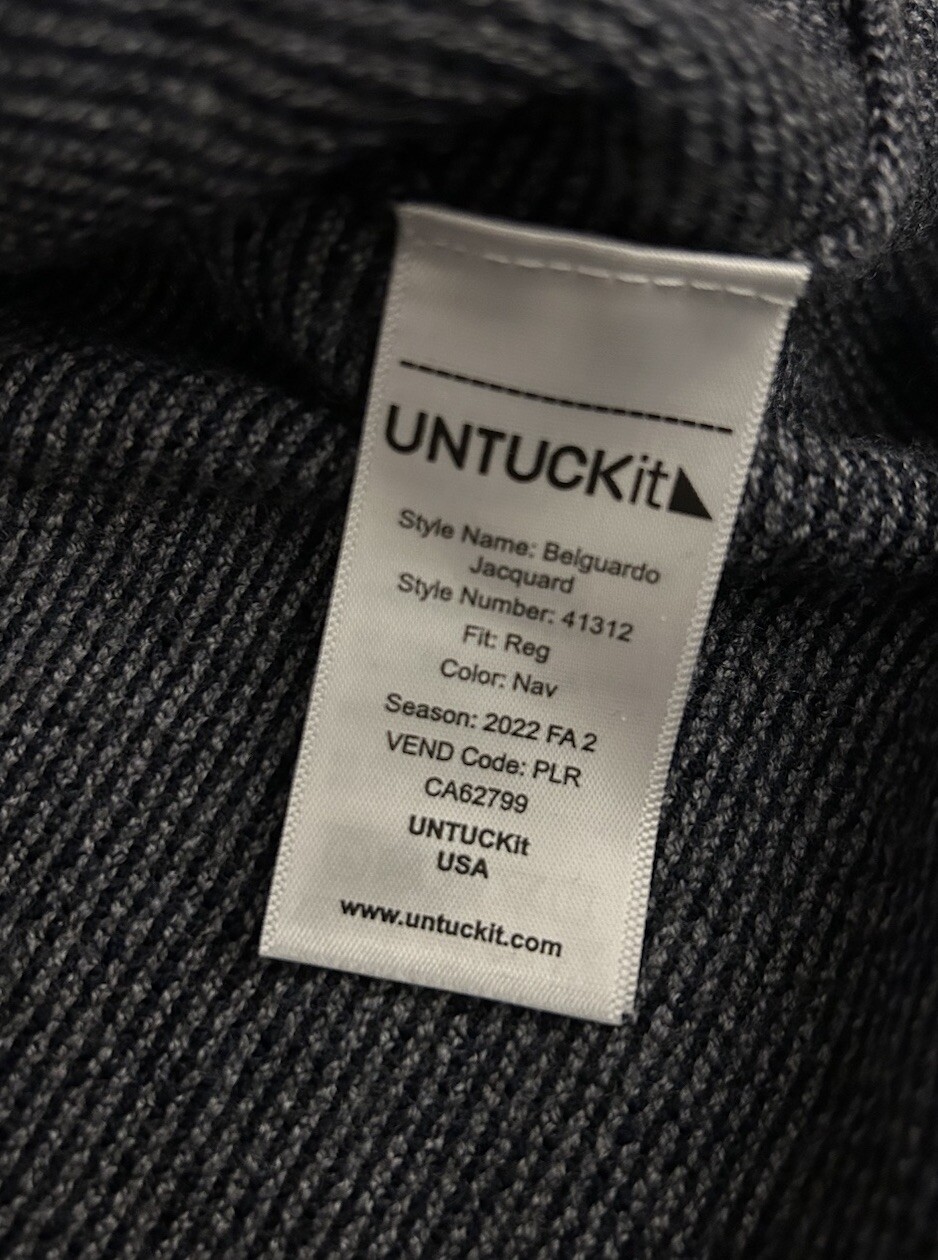 UNTUCKit
Style Name: Belguardo
Jacquard
Style Number: 41312
Fit: Reg
Color: Nav
Season: 2022 FA 2
VEND Code: PLR
CA62799
UNTUCKit
USA
www.untuckit.com